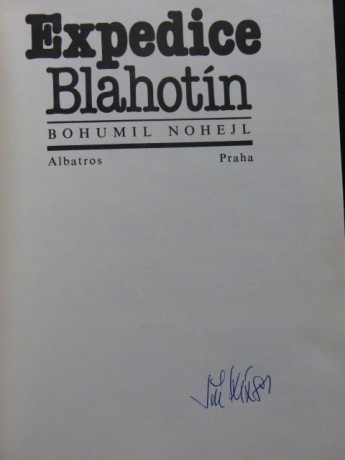 Expedice
Blahotín
BOHUMIL NOHEJL
Albatros Praha